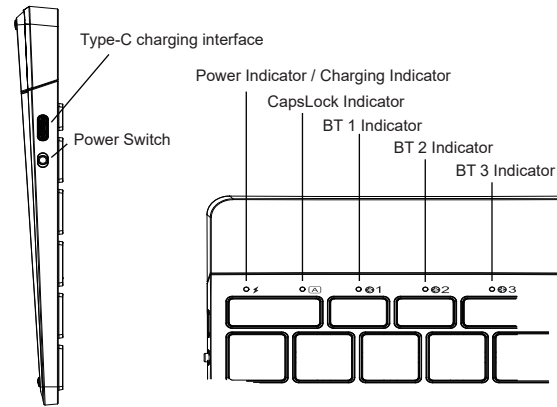 Type-C charging interface
Power Indicator / Charging Indicator
CapsLock Indicator
BT 1 Indicator
Power Switch
BT 2 Indicator
BT 3 Indicator
A
1
2
3